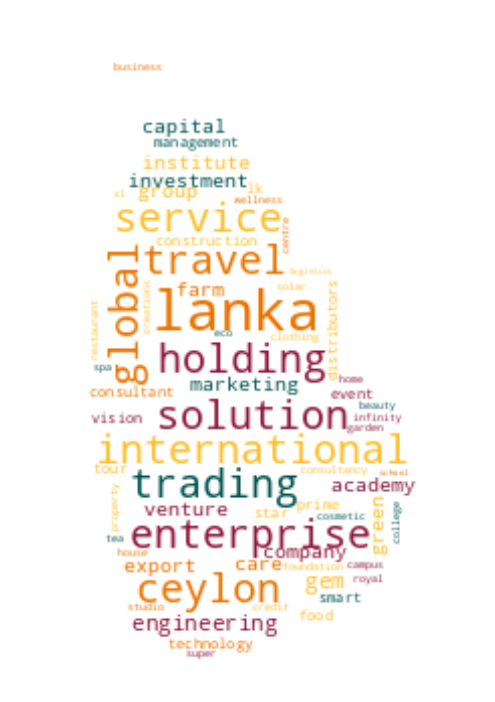 business
capital
management
institute
investment
lk
sl
group
wellness
service
centre
construction
travel
global
logistics
farm
solar
creations
distributors
lanka
restaurant
eco
clothing
holding
spa
home
marketing
consultant
event
beauty
solution
vision
infinity
garden
international
tour
consultancy
school
trading
academy
property
venture
star
prime
cosmetic
green
college
enterprise
tea
house
company
export
care
foundation
campus
royal
ceylon
gem
smart
studio
credit
food
engineering
technology
super